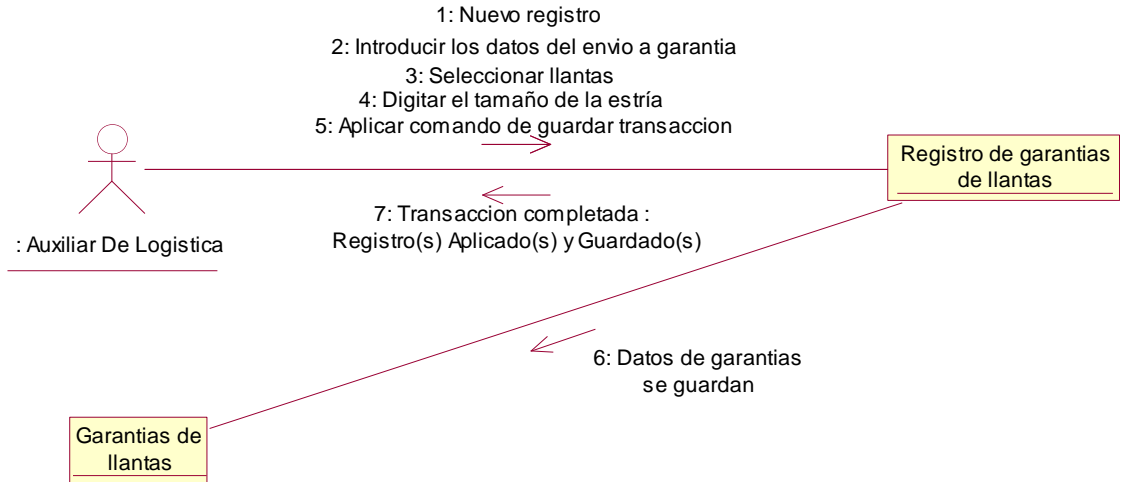 1: Nuevo registro
2: Introducir los datos del envio a garantia
3: Seleccionar llantas
4: Digitar el tamaño de la estría
5: Aplicar comando de guardar transaccion
Registro de garantias
de llantas
: Auxiliar De Logistica
7: Transaccion completada :
Registro(s) Aplicado(s) y Guardado(s)
6: Datos de garantias
se guardan
Garantias de
llantas